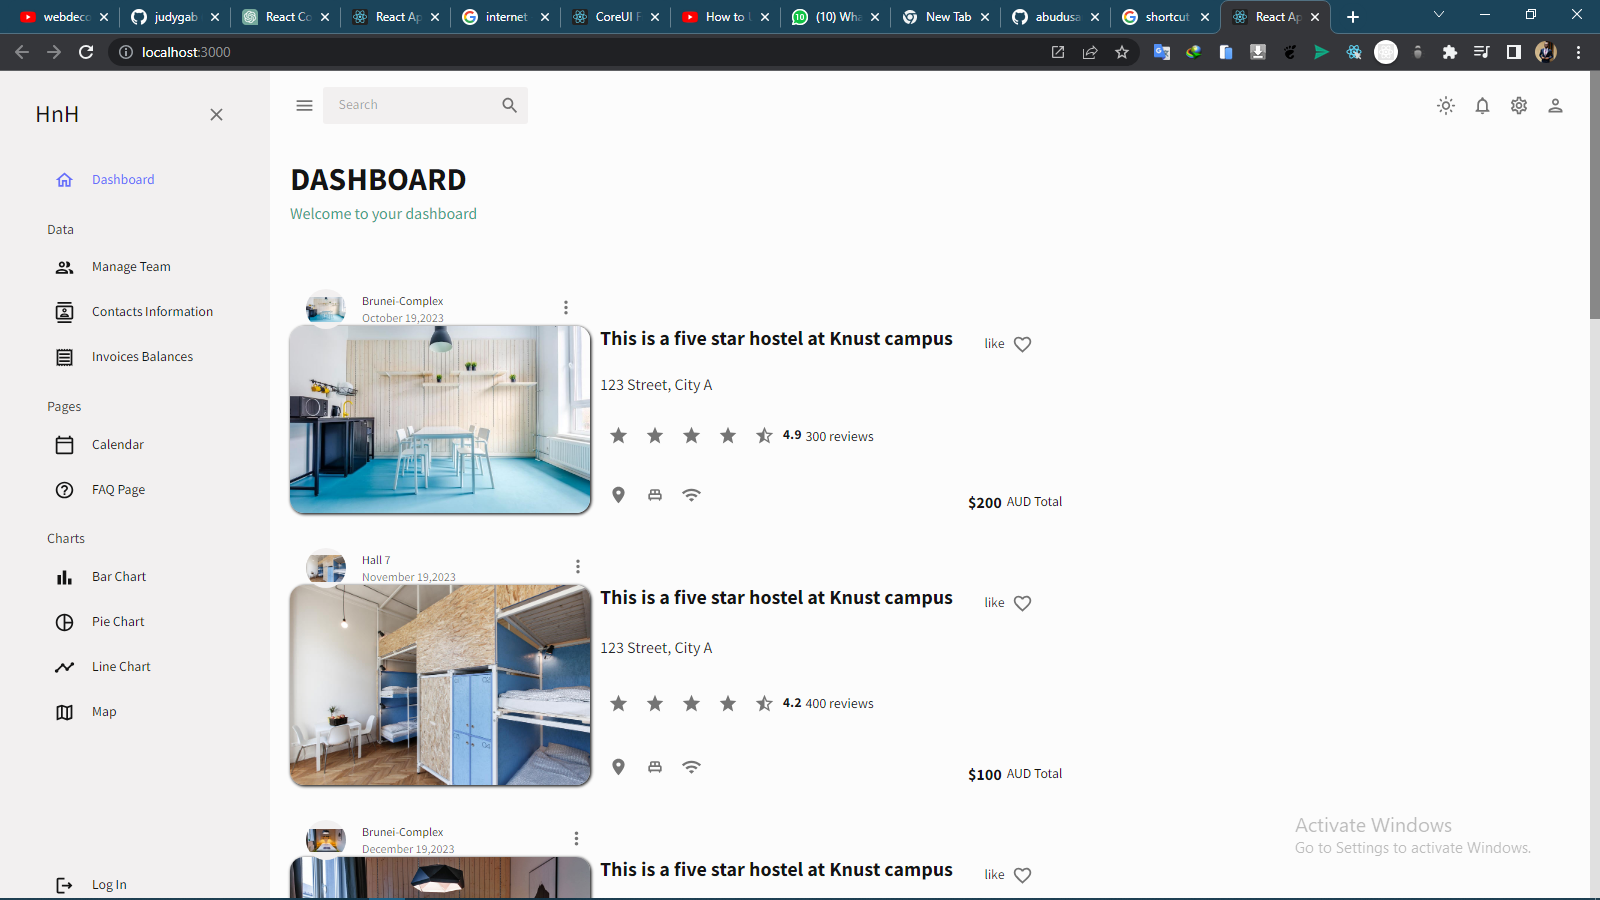 webdeco
judygab
React Co
React Ap
internet
CoreUI F
How to U
(10) Wha
New Tab
abudusa
shortcut
React Ap
localhost:3000
HnH
Search
Dashboard
Data
Manage Team
Contacts Information
Invoices Balances
Pages
Calendar
FAQ Page
Charts
Bar Chart
Pie Chart
Line Chart
Map
Log In
DASHBOARD
Welcome to your dashboard
Brunei-Complex
October 19,2023
This is a five star hostel at Knust campus
like
123 Street, City A
4.9 300 reviews
$200 AUD Total
Hall 7
November 19,2023
This is a five star hostel at Knust campus
like
123 Street, City A
4.2 400 reviews
$100 AUD Total
Brunei-Complex
December 19,2023
This is a five star hostel at Knust campus
like
Activate Windows
Go to Settings to activate Windows.